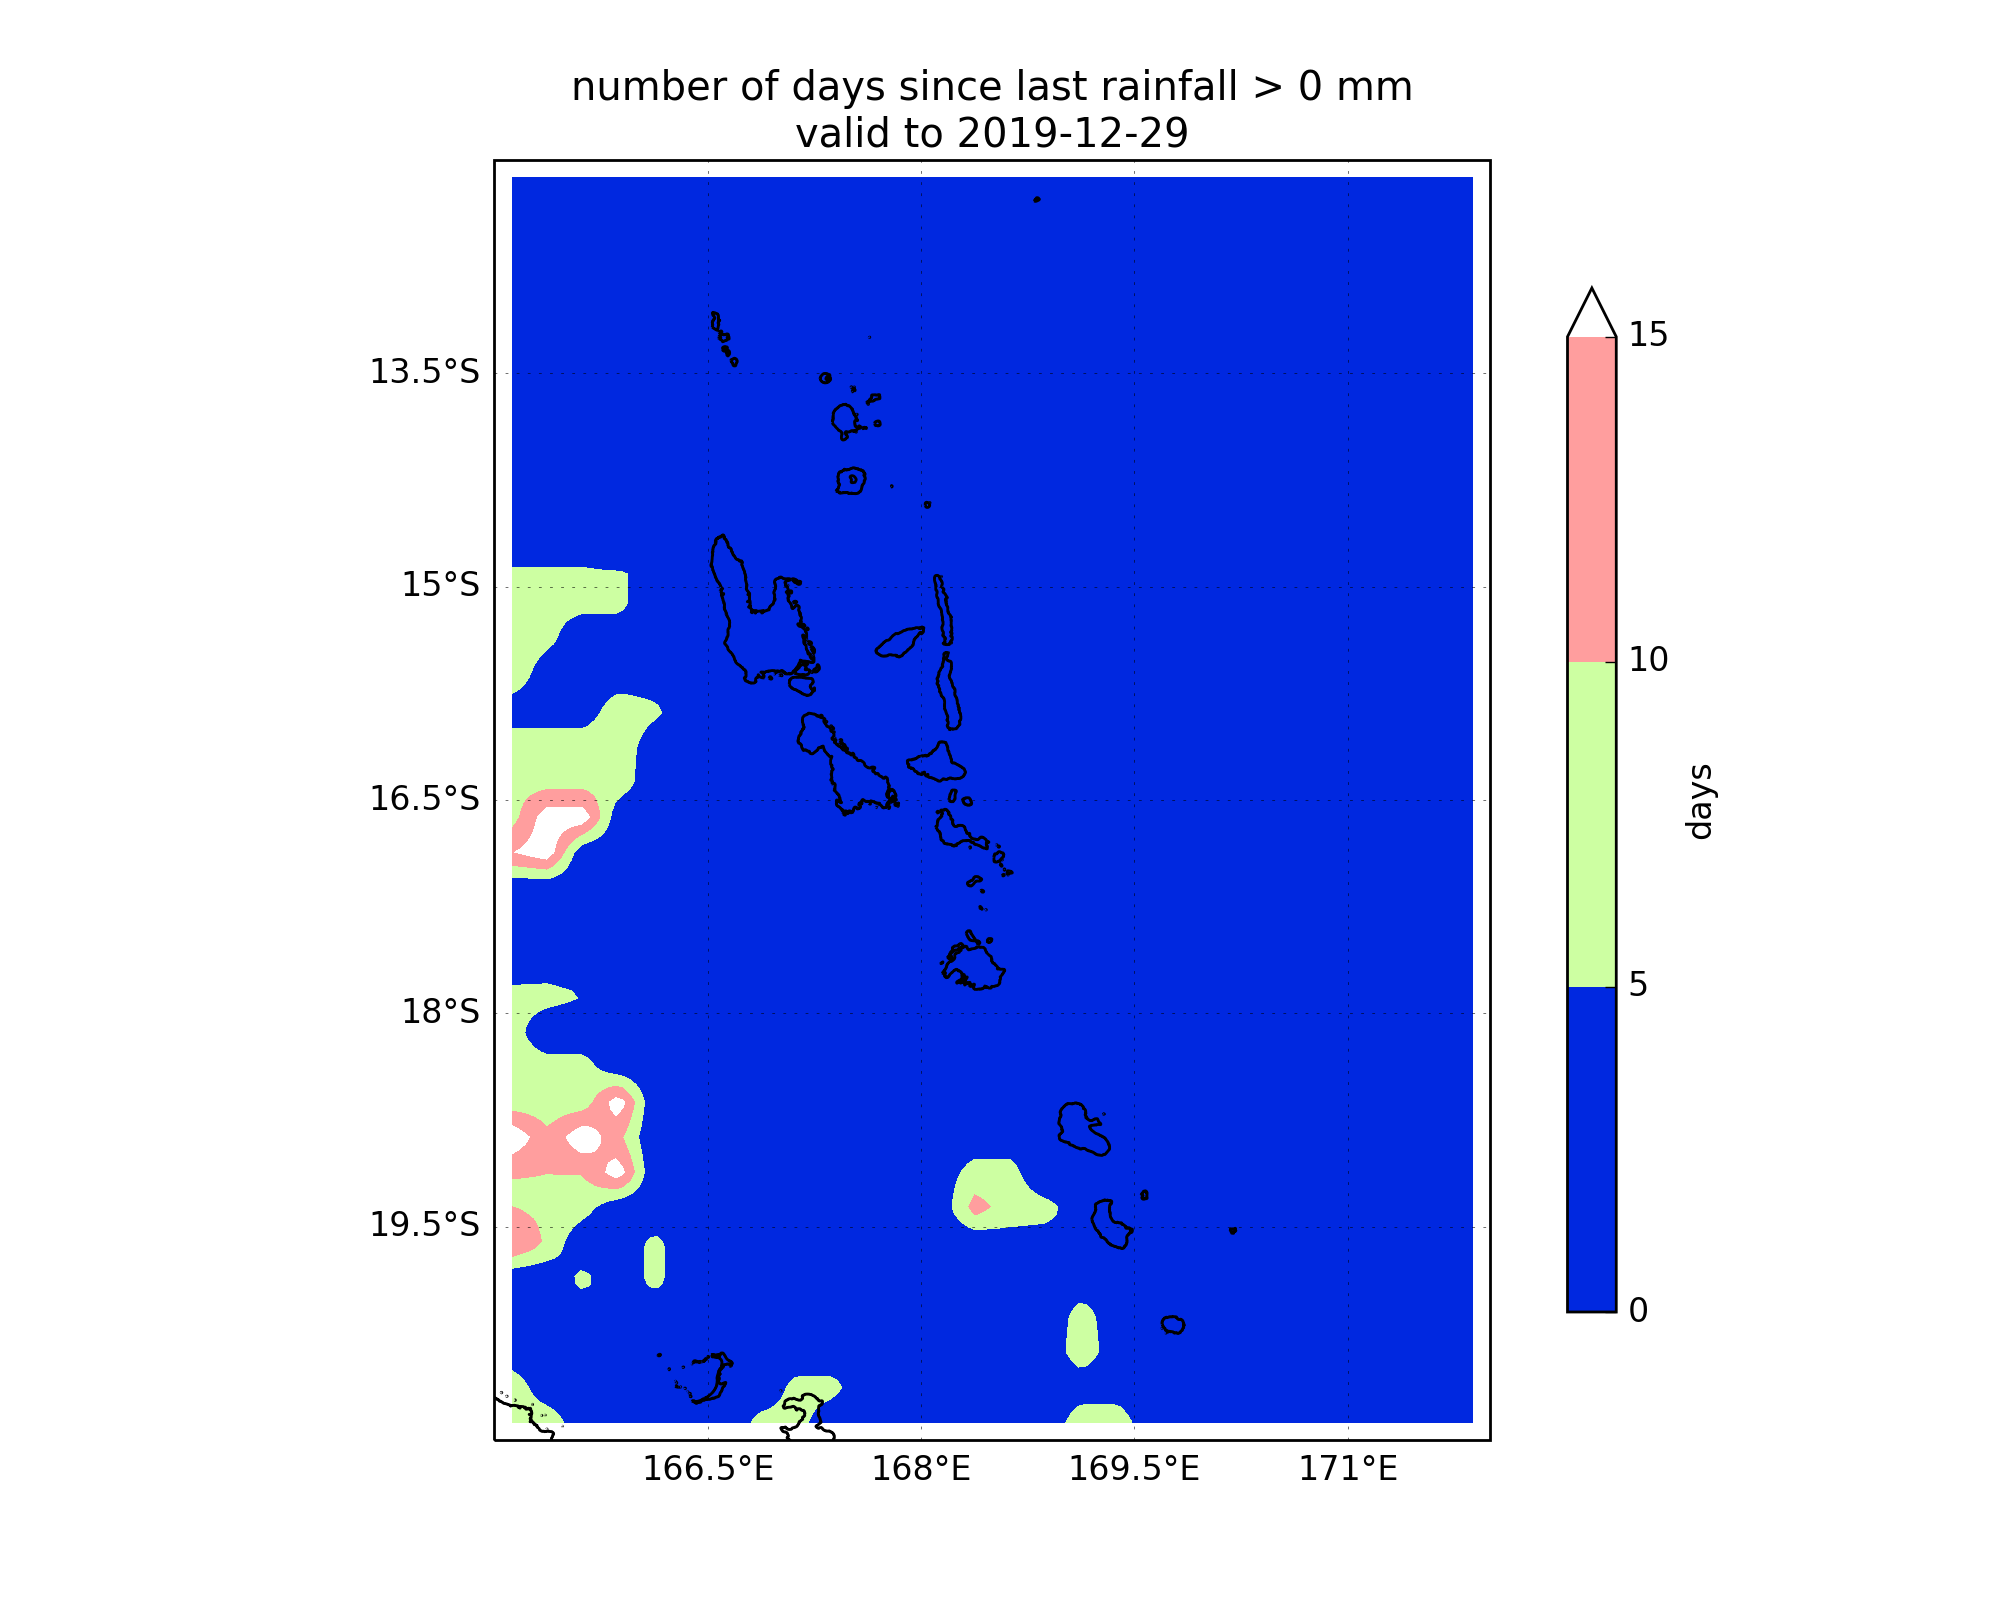 number of days since last rainfall > 0 mm
valid to 2019-12-29
13.5°S
15°S
16.5°S
18°S
19.5°S
166.5°E
168°E
169.5°E
171°E
15
10
5
0
days